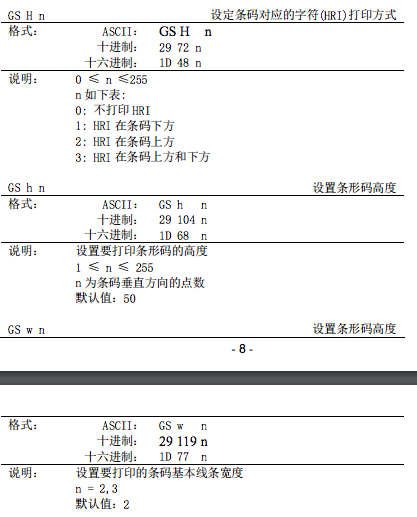 GS H n 设定条码对应的字符(HRI)打印方式
格式: ASCII: GS H n
十进制: 29 72 n
十六进制: 1D 48 n
说明: 0 ≤ n ≤255
n 如下表:
0: 不打印 HRI
1: HRI 在条码下方
2: HRI 在条码上方
3: HRI 在条码上方和下方
GS h n 设置条形码高度
格式: ASCII: GS h n
十进制: 29 104 n
十六进制: 1D 68 n
说明: 设置要打印条形码的高度
1 ≤ n ≤ 255
n 为条码垂直方向的点数
默认值: 50
GS w n 设置条形码高度
- 8 -
格式: ASCII: GS w n
十进制: 29 119 n
十六进制: 1D 77 n
说明: 设置要打印的条码基本线条宽度
n = 2,3
默认值: 2